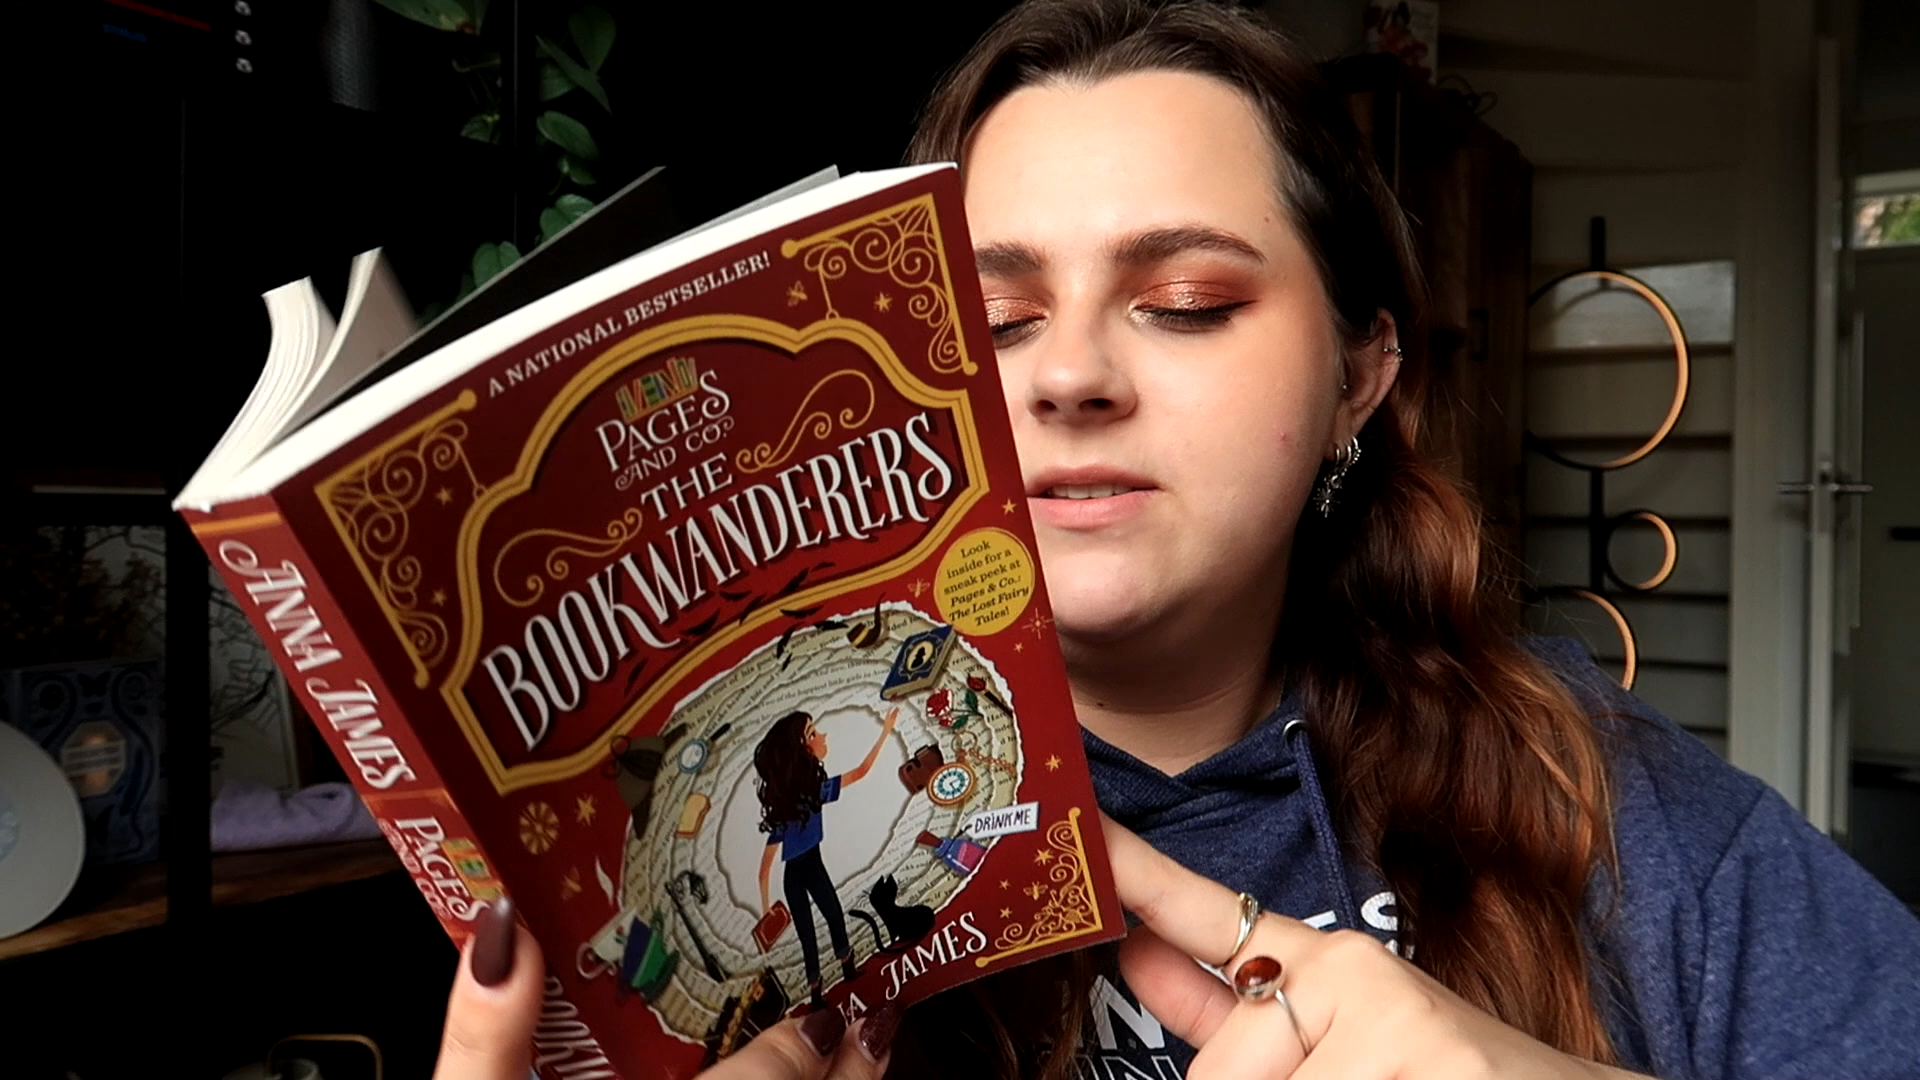 A NATIONAL BESTSELLER!
PAGES
AND CO.
THE
BOOKWANDERERS
Look
inside for a
sneak peek at
Pages & Co.:
The Lost Fairy
Tales!
DRINK ME
JAMES
ANNA JAMES
PAGES
AND CO.